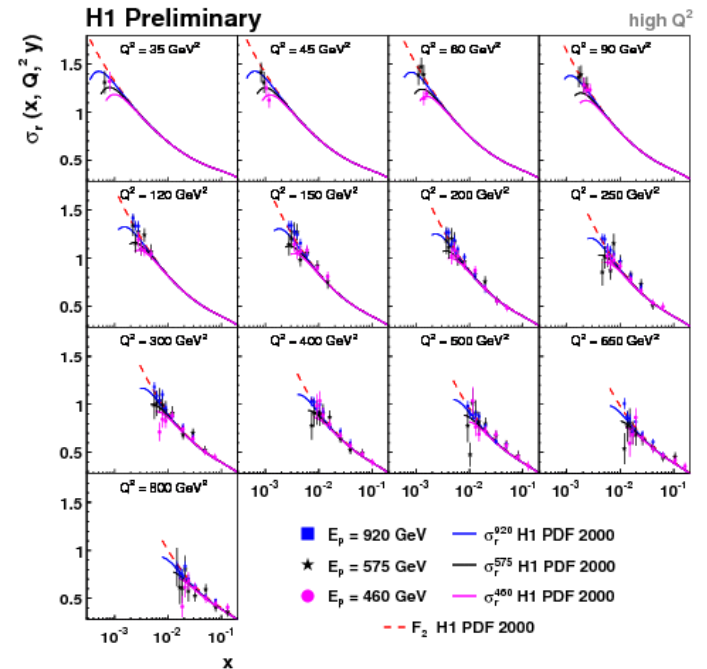 H1 Preliminary
high Q²
σr (x, Q,² y)
Q² = 35 GeV²
Q² = 45 GeV²
Q² = 60 GeV²
Q² = 90 GeV²
1.5
1
0.5
Q² = 120 GeV²
Q² = 150 GeV²
Q² = 200 GeV²
Q² = 250 GeV²
1.5
1
0.5
Q² = 300 GeV²
Q² = 400 GeV²
Q² = 500 GeV²
Q² = 650 GeV²
1.5
1
0.5
Q² = 800 GeV²
10⁻³ 10⁻² 10⁻¹
10⁻³ 10⁻² 10⁻¹
10⁻³ 10⁻² 10⁻¹
1.5
1
0.5
10⁻³ 10⁻² 10⁻¹
x
Ep = 920 GeV
σr⁹²⁰ H1 PDF 2000
Ep = 575 GeV
σr⁵⁷⁵ H1 PDF 2000
Ep = 460 GeV
σr⁴⁶⁰ H1 PDF 2000
F₂ H1 PDF 2000